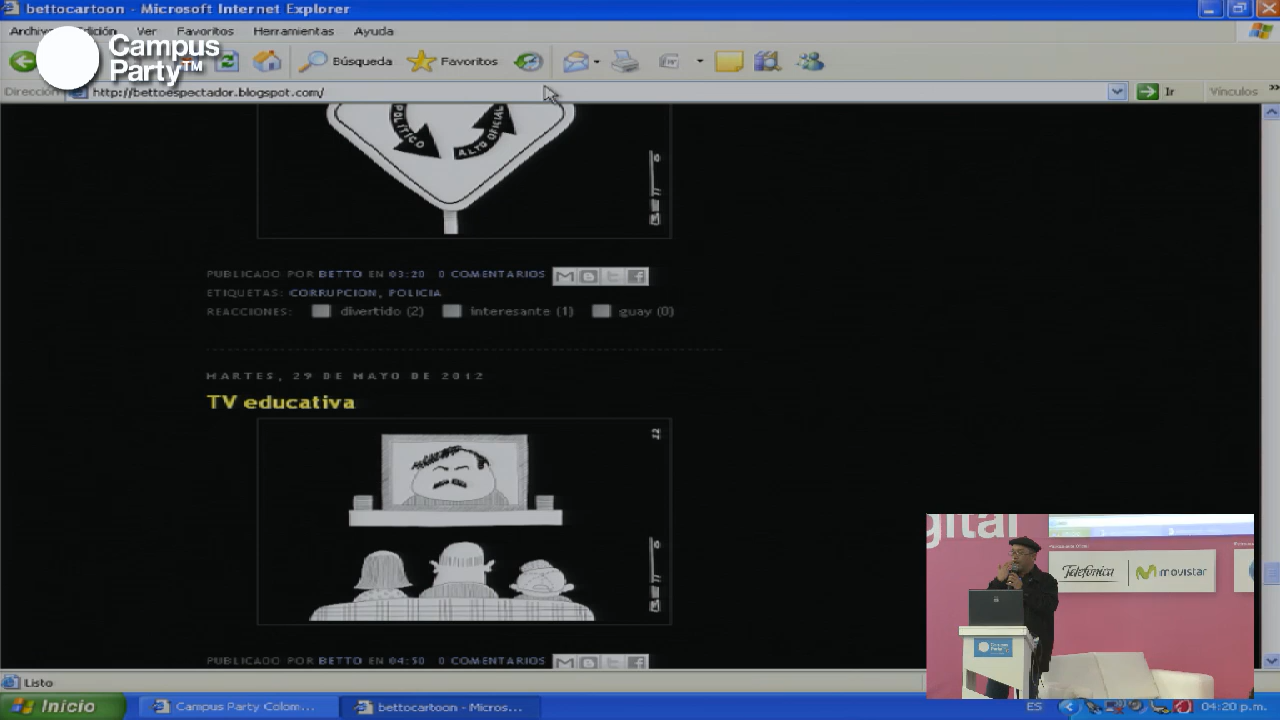 bettocartoon - Microsoft Internet Explorer
Ver Favoritos Herramientas Ayuda
Campus
Party™
Búsqueda Favoritos
Dirección http://bettoespectador.blogspot.com/ Ir Vínculos
POLÍTICO
ALTO OFICIAL
PUBLICADO POR BETTO EN 03:20 0 COMENTARIOS
ETIQUETAS: CORRUPCION, POLICIA
REACCIONES: divertido (2) interesante (1) guay (0)
MARTES, 29 DE MAYO DE 2012
TV educativa
PUBLICADO POR BETTO EN 04:50 0 COMENTARIOS
gital
Telefónica movistar
Listo
Inicio Campus Party Colom... bettocartoon - Micros... ES 04:20 p.m.